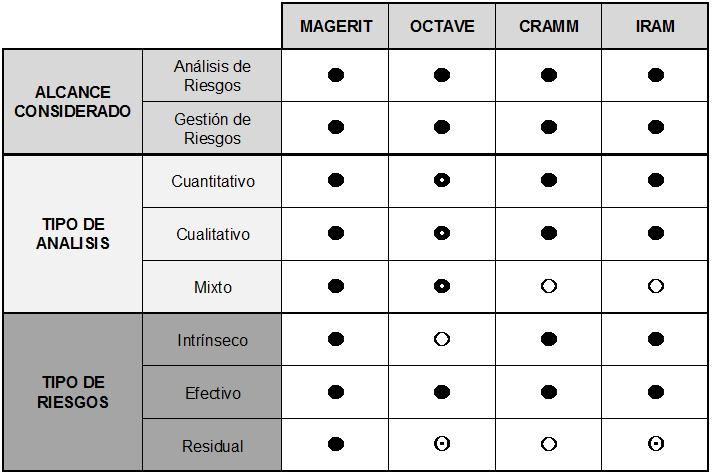 MAGERIT OCTAVE CRAMM IRAM
ALCANCE
CONSIDERADO
Análisis de
Riesgos
Gestión de
Riesgos
TIPO DE
ANALISIS
Cuantitativo
Cualitativo
Mixto
TIPO DE
RIESGOS
Intrínseco
Efectivo
Residual